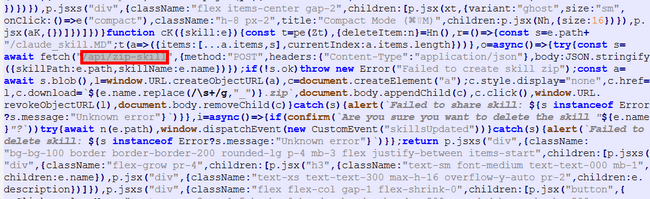 })})}),p.jsxs("div",{className:"flex items-center gap-2",children:[p.jsx(xt,{variant:"ghost",size:"sm",
onClick:()=>e("compact"),className:"h-8 px-2",title:"Compact Mode (⌘⇧M)",children:p.jsx(Nh,{size:16})}),p.
jsx(aK,{})]})]})}function cK({skill:e}){const t=pe(Zt),{deleteItem:n}=Hn(),r=()=>{const s=e.path+
"/claude_skill.MD";t(a=>({items:[...a.items,s],currentIndex:a.items.length}))},o=async()=>{try{const s=
await fetch("/api/zip-skill",{method:"POST",headers:{"Content-Type":"application/json"},body:JSON.stringify
({skillPath:e.path,skillName:e.name})});if(!s.ok)throw new Error("Failed to create skill zip");const a=
await s.blob(),l=window.URL.createObjectURL(a),c=document.createElement("a");c.style.display="none",c.href=
l,c.download=`${e.name.replace(/\s+/g,"_")}.zip`,document.body.appendChild(c),c.click(),window.URL.
revokeObjectURL(l),document.body.removeChild(c)}catch(s){alert(`Failed to share skill: ${s instanceof Error
?s.message:"Unknown error"}`)}},i=async()=>{if(confirm(`Are you sure you want to delete the skill "${e.name
}"?`))try{await n(e.path),window.dispatchEvent(new CustomEvent("skillsUpdated"))}catch(s){alert(`Failed to
delete skill: ${s instanceof Error?s.message:"Unknown error"}`)}};return p.jsxs("div",{className:
"bg-bg-100 border border-border-200 rounded-lg p-4 mb-3 flex justify-between items-start",children:[p.jsxs(
"div",{className:"flex-grow pr-4",children:[p.jsx("h3",{className:"text-sm font-medium text-text-100 mb-1",
children:e.name}),p.jsx("div",{className:"text-xs text-text-300 max-h-16 overflow-y-auto pr-2",children:e.
description})]}),p.jsxs("div",{className:"flex flex-col gap-1 flex-shrink-0",children:[p.jsx("button",{